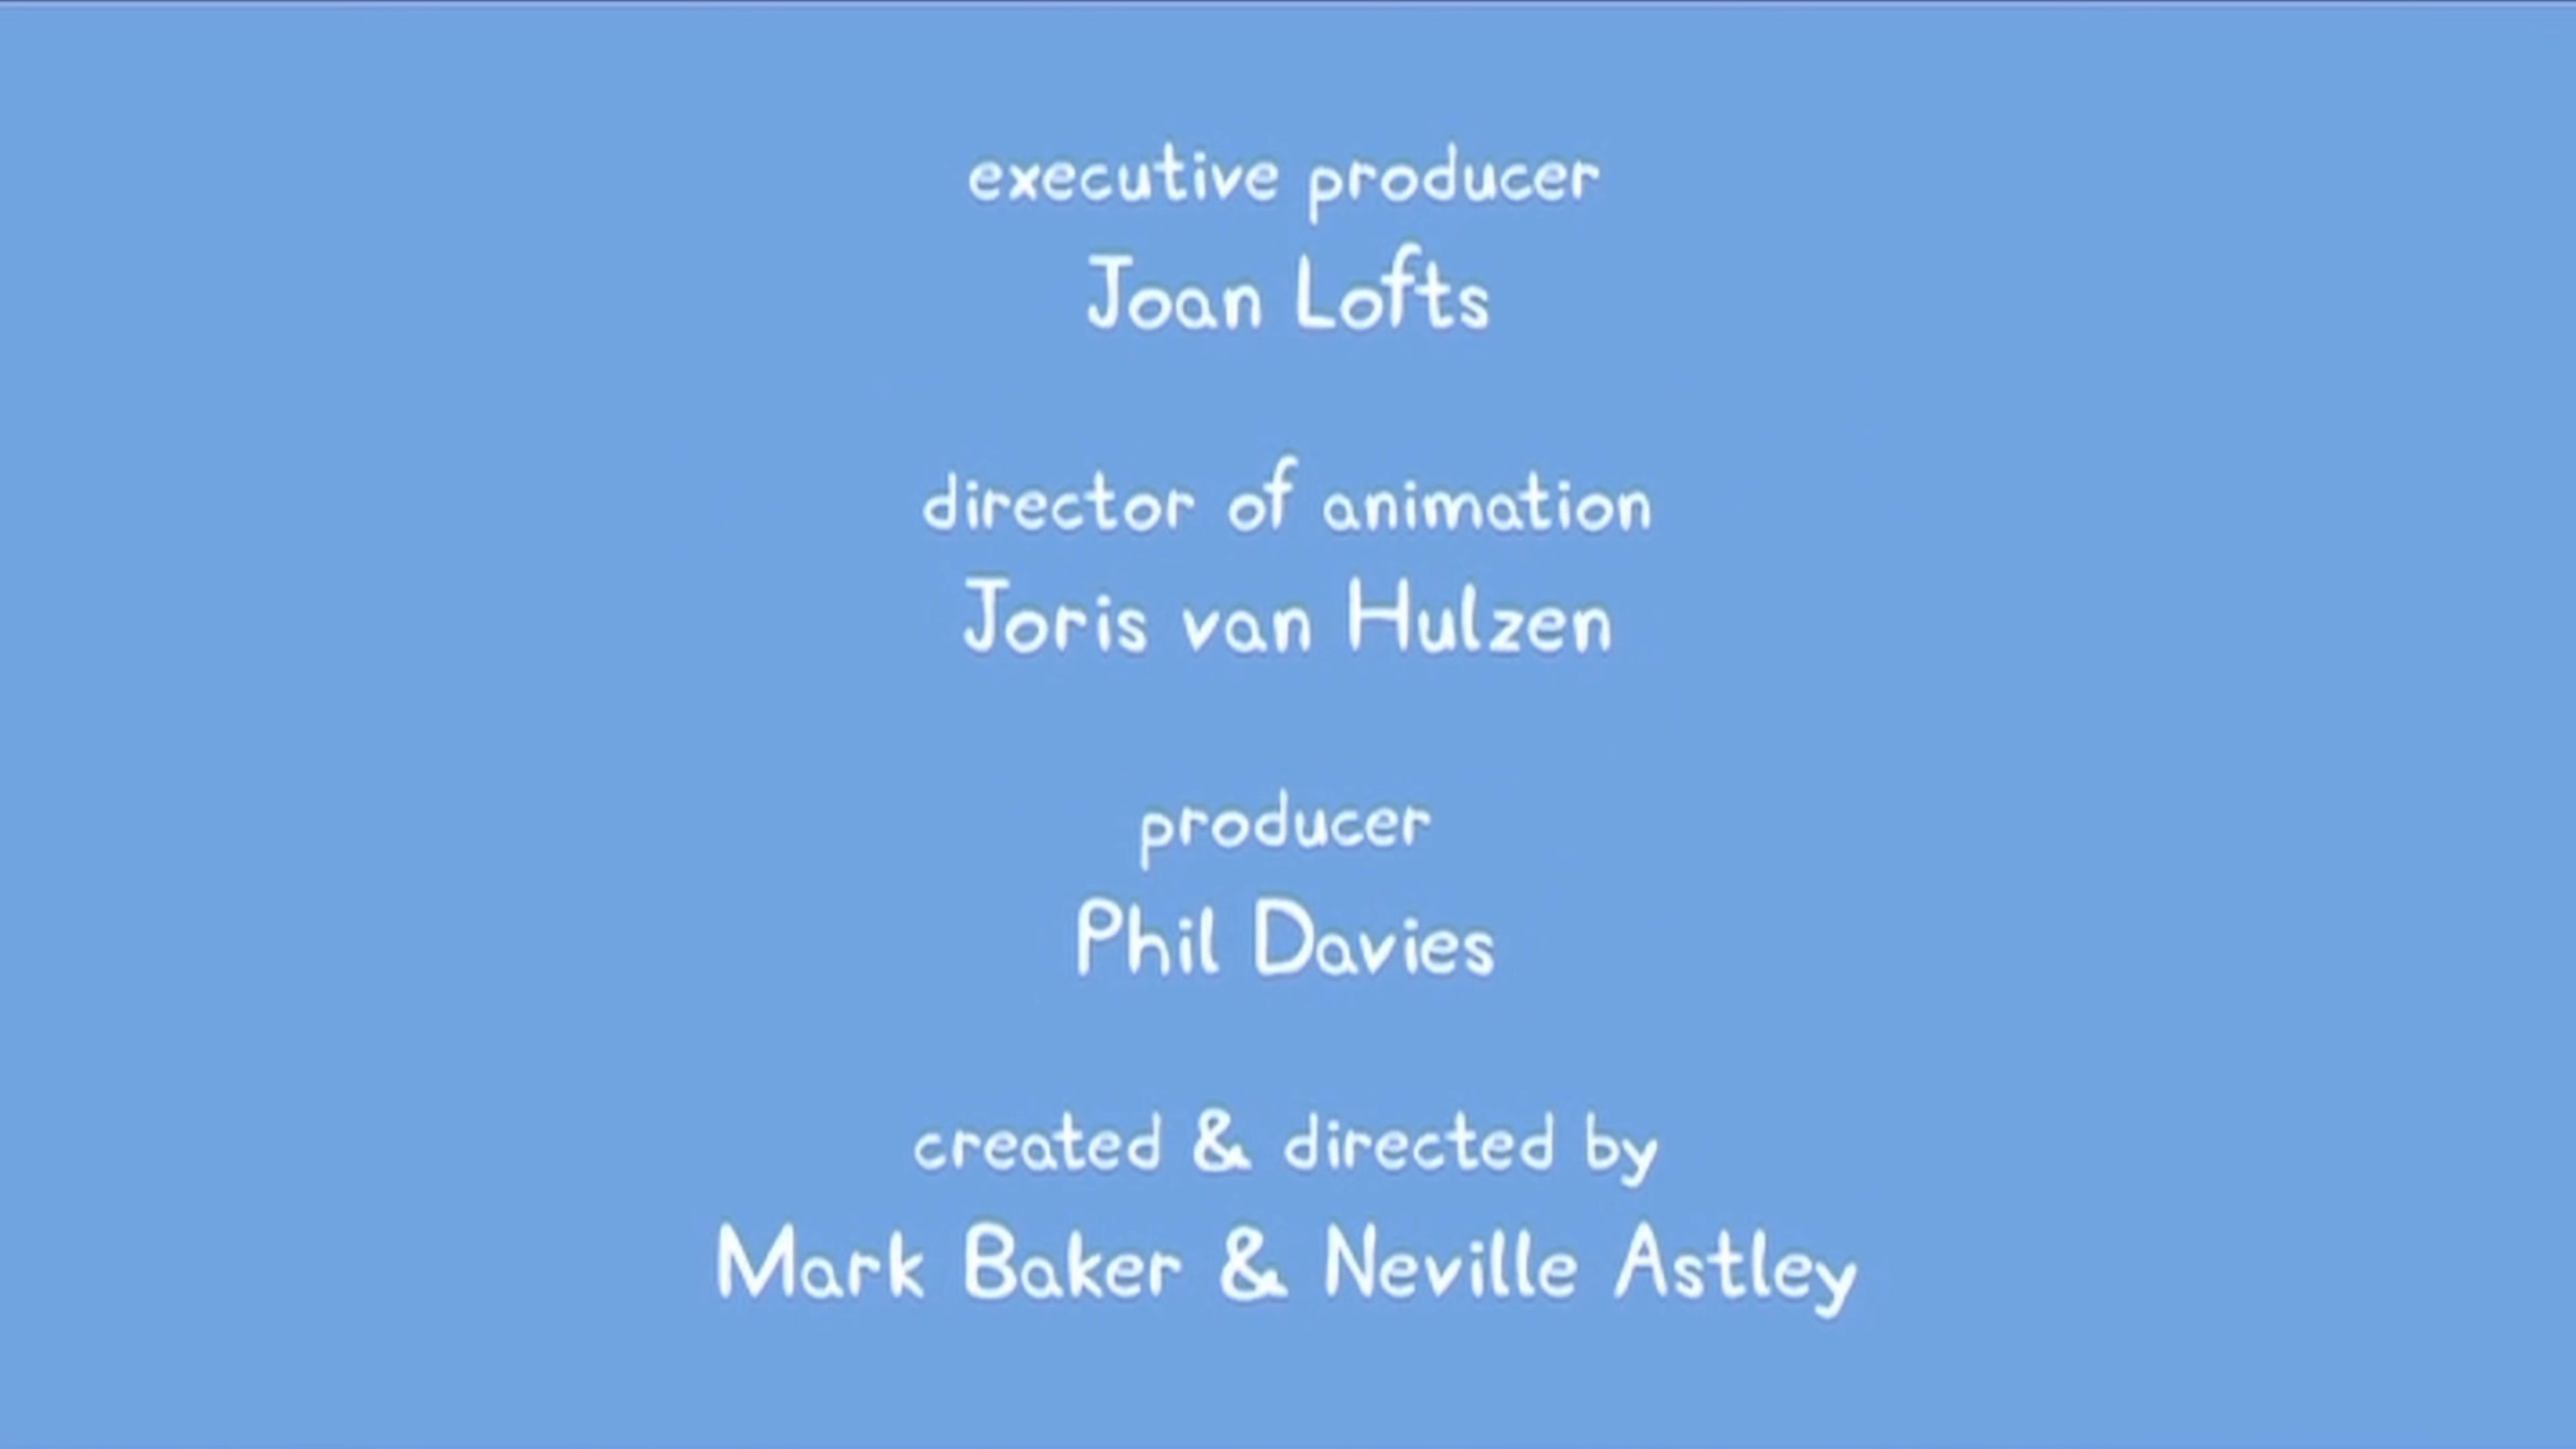 executive producer
Joan Lofts
director of animation
Joris van Hulzen
producer
Phil Davies
created & directed by
Mark Baker & Neville Astley